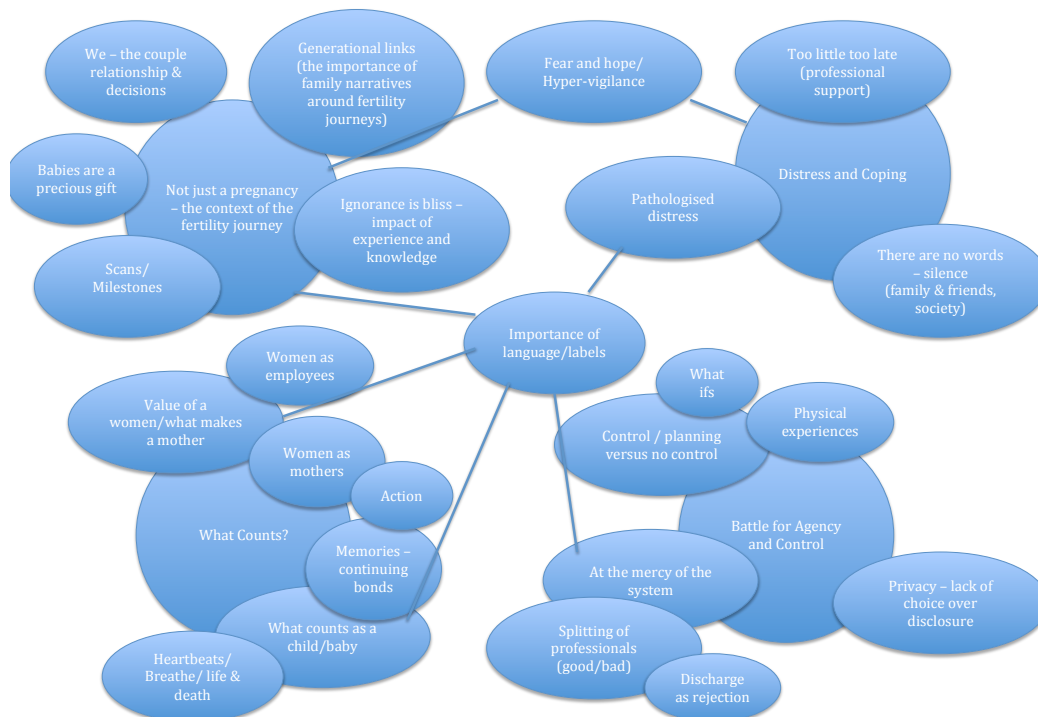 We – the couple
relationship &
decisions
Generational links
(the importance of
family narratives
around fertility
journeys)
Fear and hope/
Hyper-vigilance
Too little too late
(professional
support)
Babies are a
precious gift
Not just a pregnancy
– the context of the
fertility journey
Ignorance is bliss –
impact of
experience and
knowledge
Pathologised
distress
Distress and Coping
Scans/
Milestones
There are no words
– silence
(family & friends,
society)
Importance of
language/labels
Women as
employees
What
ifs
Value of a
women/what makes
a mother
Women as
mothers
Control / planning
versus no control
Physical
experiences
Action
What Counts?
Memories –
continuing
bonds
Battle for Agency
and Control
At the mercy of the
system
Privacy – lack of
choice over
disclosure
What counts as a
child/baby
Heartbeats/
Breathe/ life &
death
Splitting of
professionals
(good/bad)
Discharge
as rejection